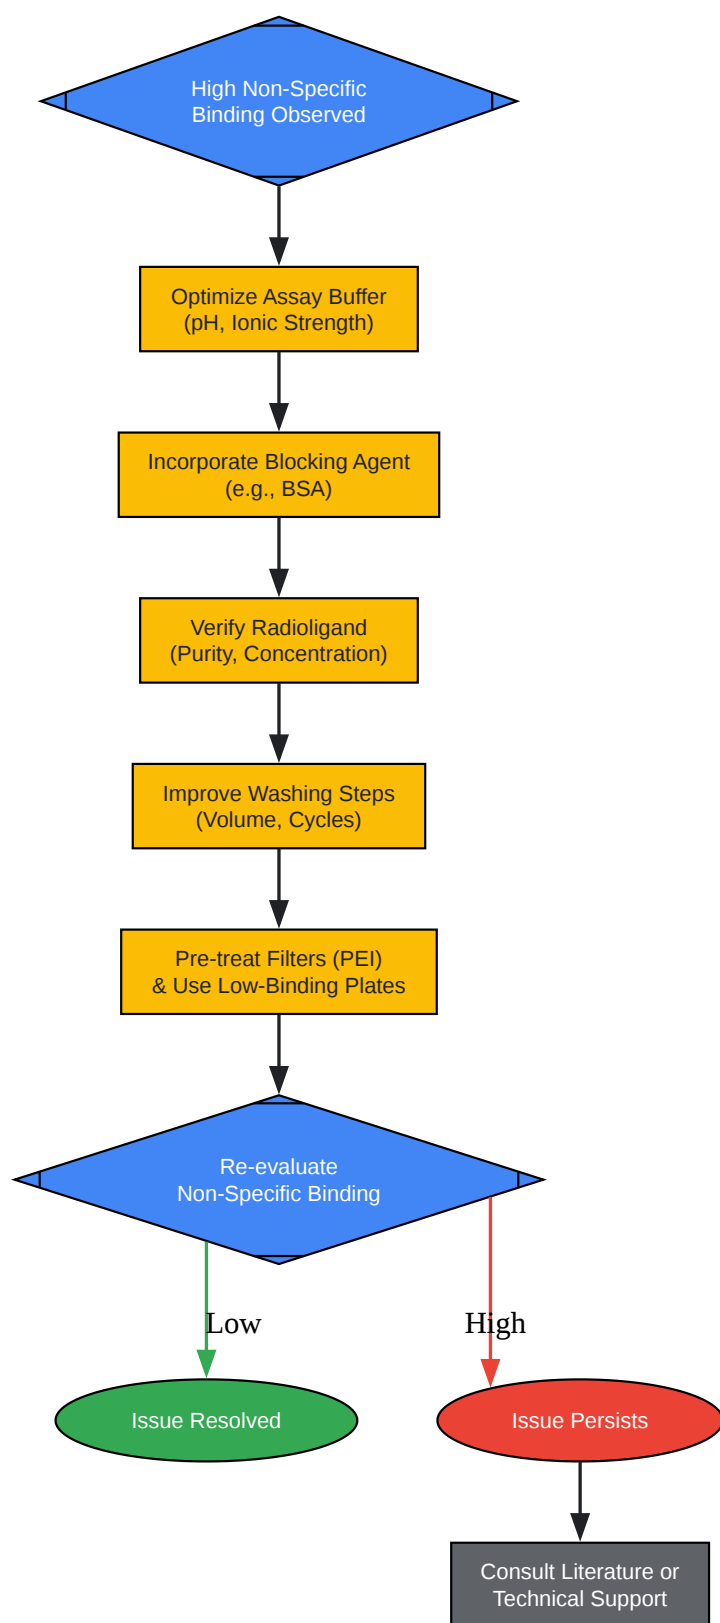 High Non-Specific
Binding Observed
Optimize Assay Buffer
(pH, Ionic Strength)
Incorporate Blocking Agent
(e.g., BSA)
Verify Radioligand
(Purity, Concentration)
Improve Washing Steps
(Volume, Cycles)
Pre-treat Filters (PEI)
& Use Low-Binding Plates
Re-evaluate
Non-Specific Binding
Low
High
Issue Resolved
Issue Persists
Consult Literature or
Technical Support